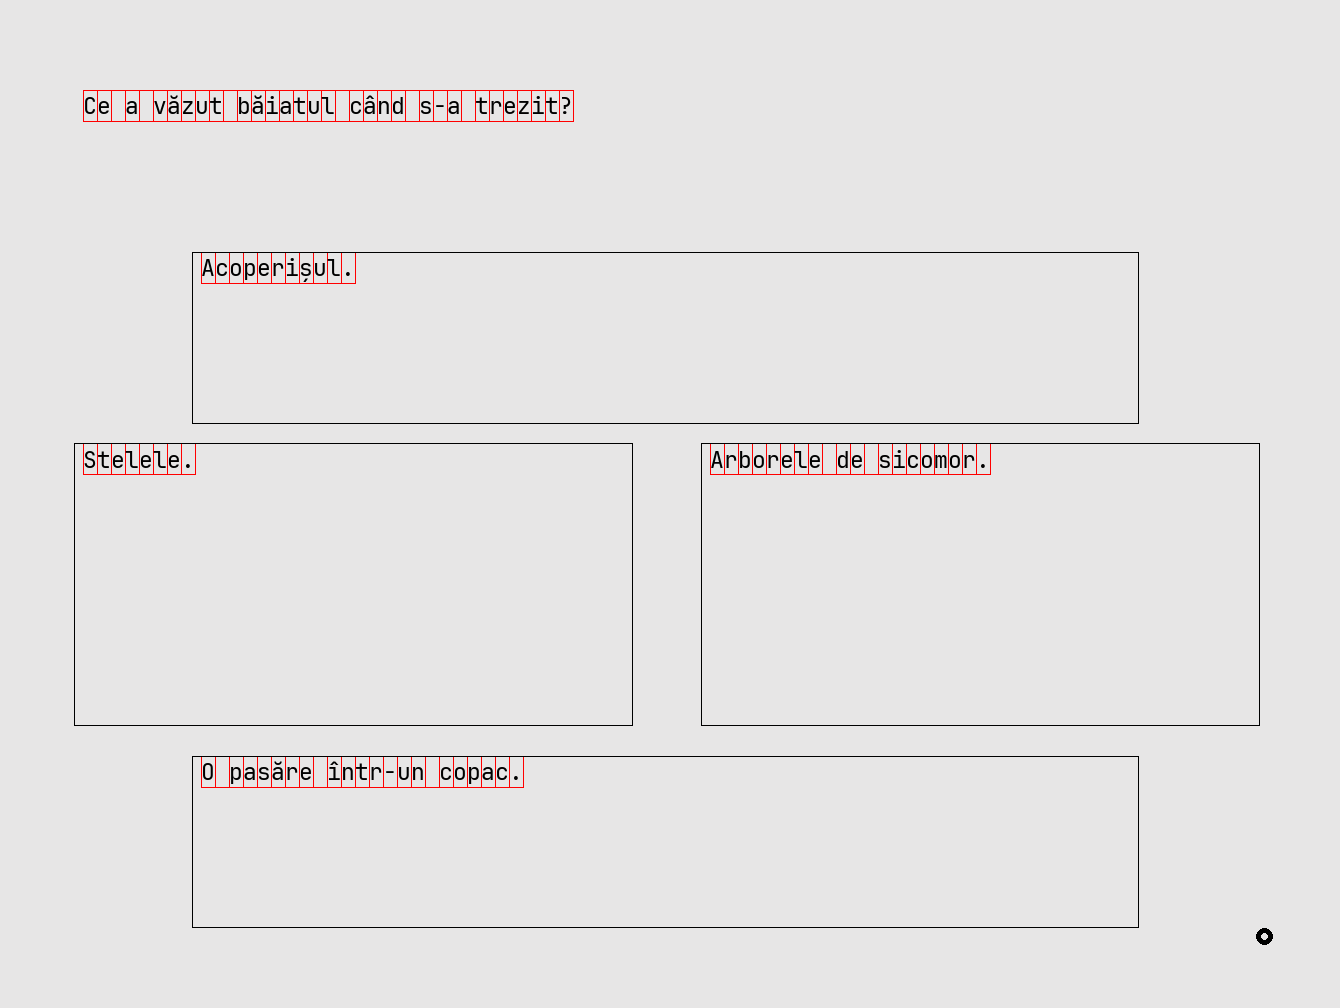 Ce a văzut băiatul când s-a trezit?
Acoperișul.
Stelele.
Arborele de sicomor.
O pasăre într-un copac.